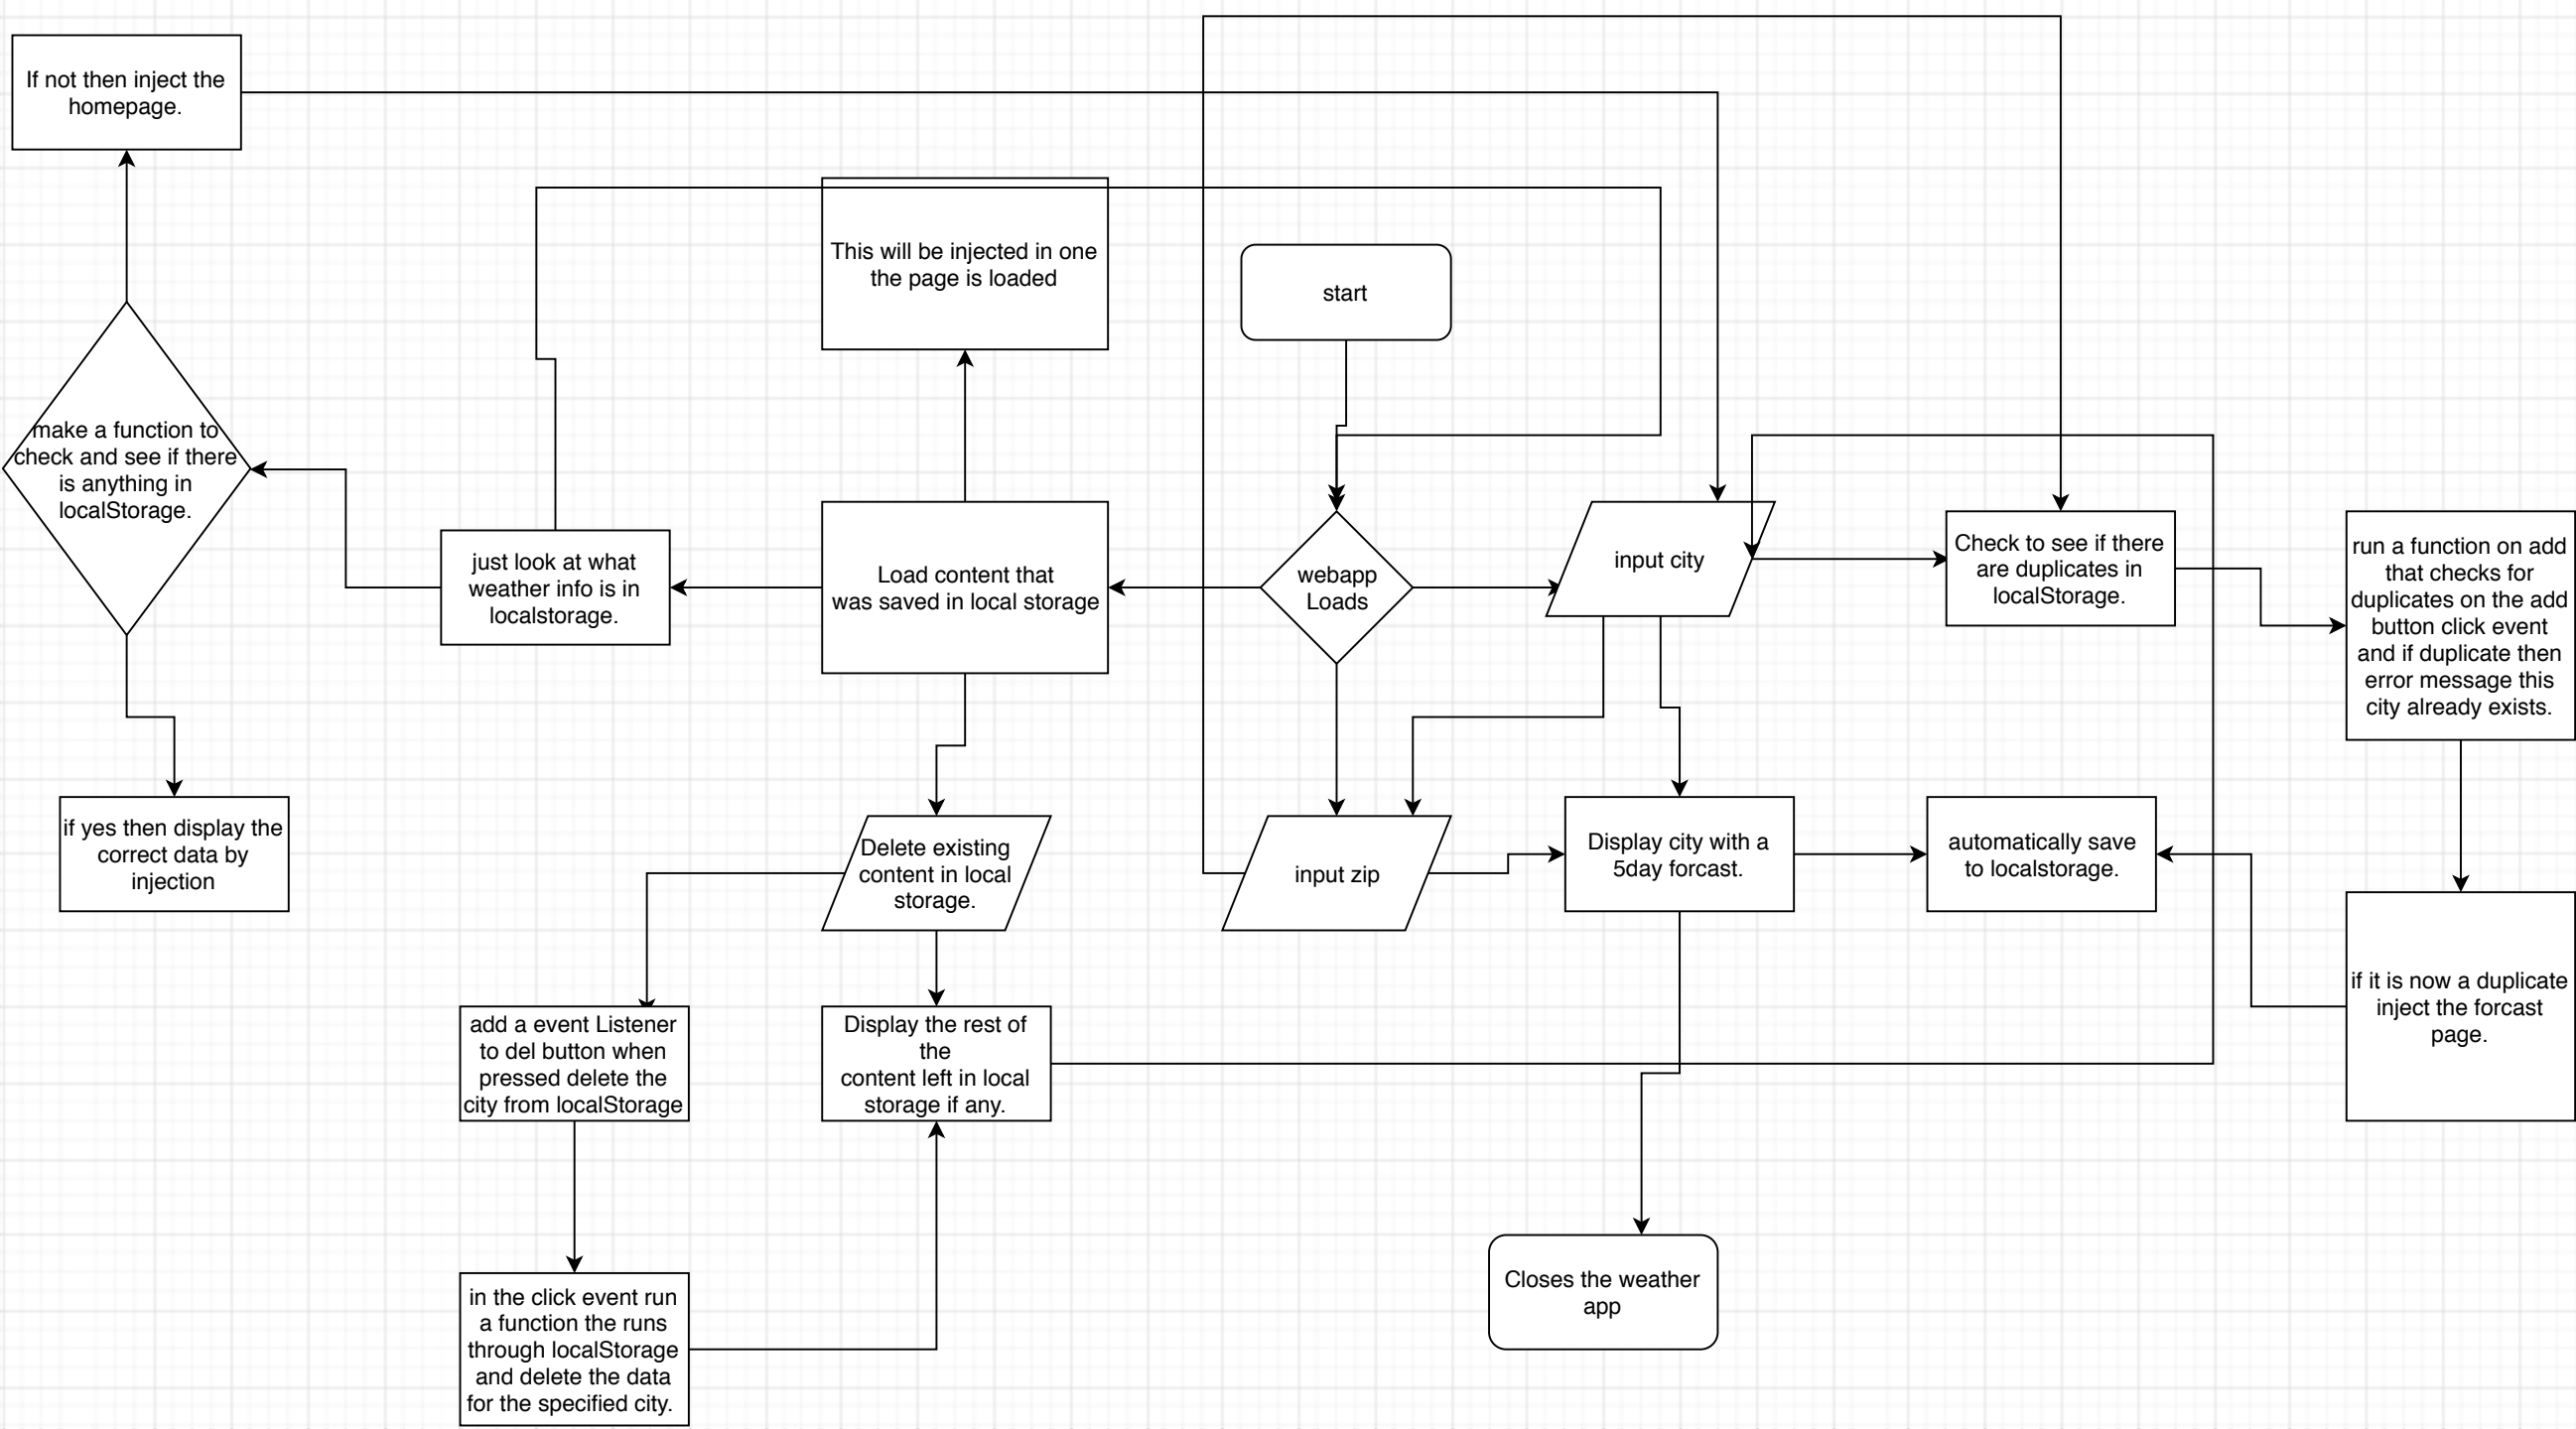 If not then inject the
homepage.
This will be injected in one
the page is loaded
start
make a function to
check and see if there
is anything in
localStorage.
just look at what
weather info is in
localstorage.
Load content that
was saved in local storage
webapp
Loads
input city
Check to see if there
are duplicates in
localStorage.
run a function on add
that checks for
duplicates on the add
button click event
and if duplicate then
error message this
city already exists.
if yes then display the
correct data by
injection
Delete existing
content in local
storage.
input zip
Display city with a
5day forcast.
automatically save
to localstorage.
if it is now a duplicate
inject the forcast
page.
add a event Listener
to del button when
pressed delete the
city from localStorage
Display the rest of
the
content left in local
storage if any.
Closes the weather
app
in the click event run
a function the runs
through localStorage
and delete the data
for the specified city.